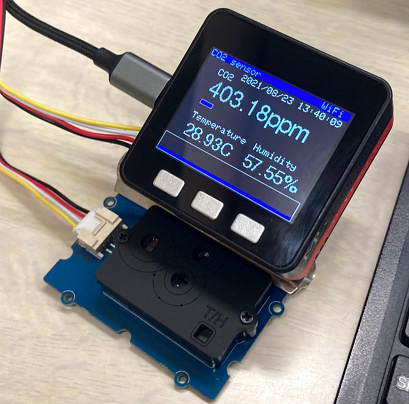 CO2 sensor WiFi
CO2 2021/08/23 13:40:09
403.18ppm
Temperature Humidity
28.93C 57.55%
T/H